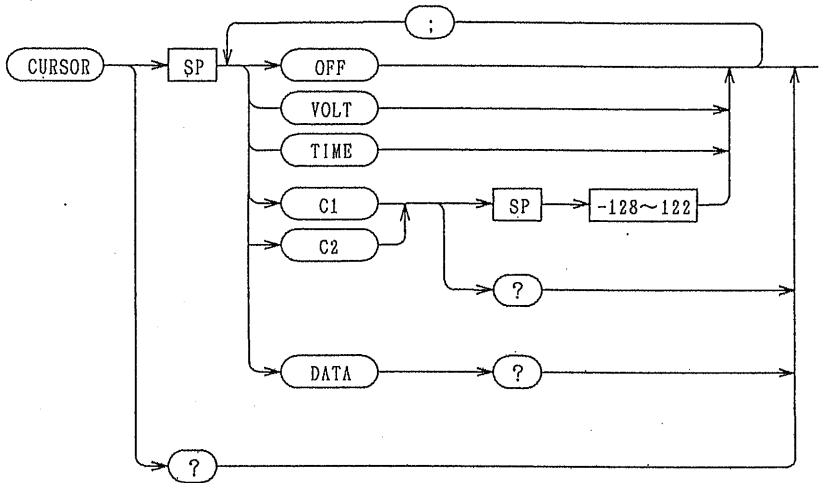 ;
CURSOR SP OFF
VOLT
TIME
C1 SP -128～122
C2
?
DATA ?
?